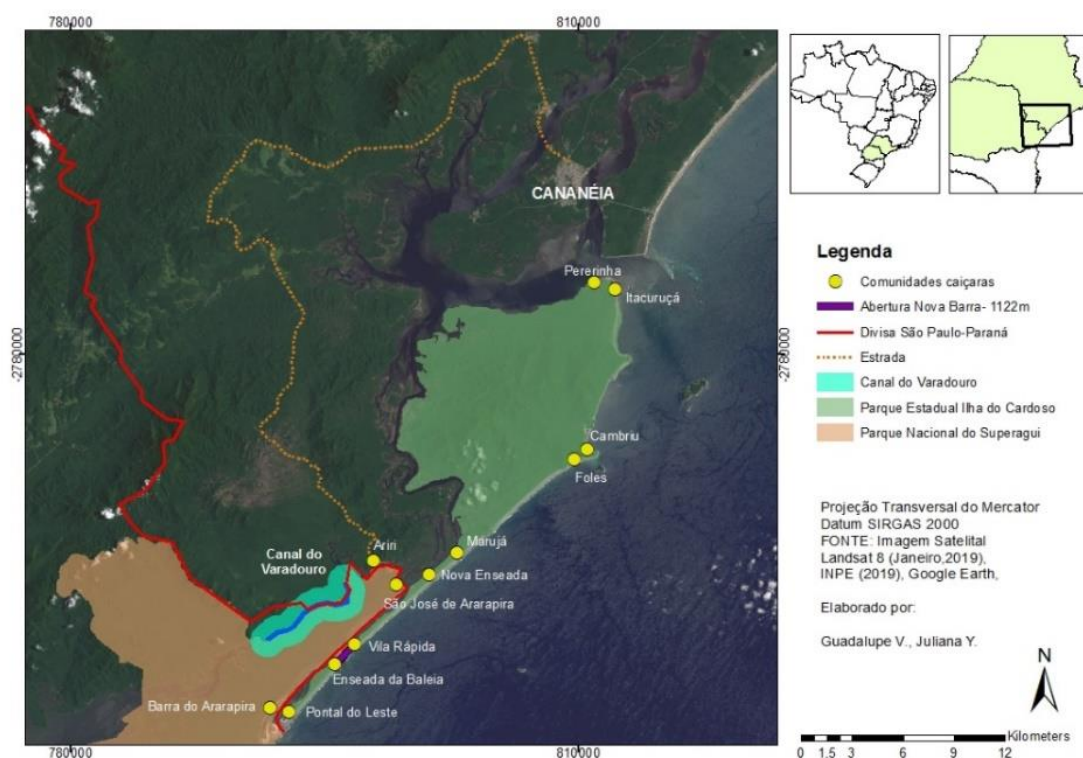 780000
810000
CANANÉIA
Pererinha
Itacuruçá
-2780000
-2780000
Cambriu
Foles
Marujá
Ariri
Canal do
Varadouro
Nova Enseada
São José de Ararapira
Vila Rápida
Enseada da Baleia
Barra do Ararapira
Pontal do Leste
780000
810000
Legenda
Comunidades caiçaras
Abertura Nova Barra- 1122m
Divisa São Paulo-Paraná
Estrada
Canal do Varadouro
Parque Estadual Ilha do Cardoso
Parque Nacional do Superagui
Projeção Transversal do Mercator
Datum SIRGAS 2000
FONTE: Imagem Satelital
Landsat 8 (Janeiro,2019),
INPE (2019), Google Earth,
Elaborado por:
Guadalupe V., Juliana Y.
N
Kilometers
0 1.5 3 6 9 12